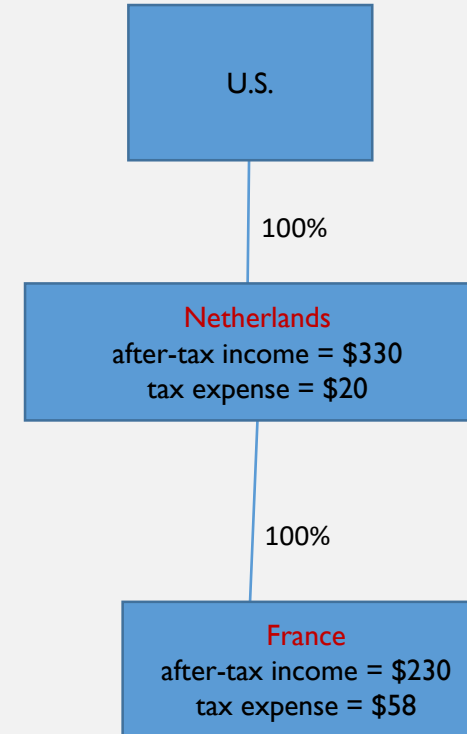 U.S.
100%
Netherlands
after-tax income = $330
tax expense = $20
100%
France
after-tax income = $230
tax expense = $58